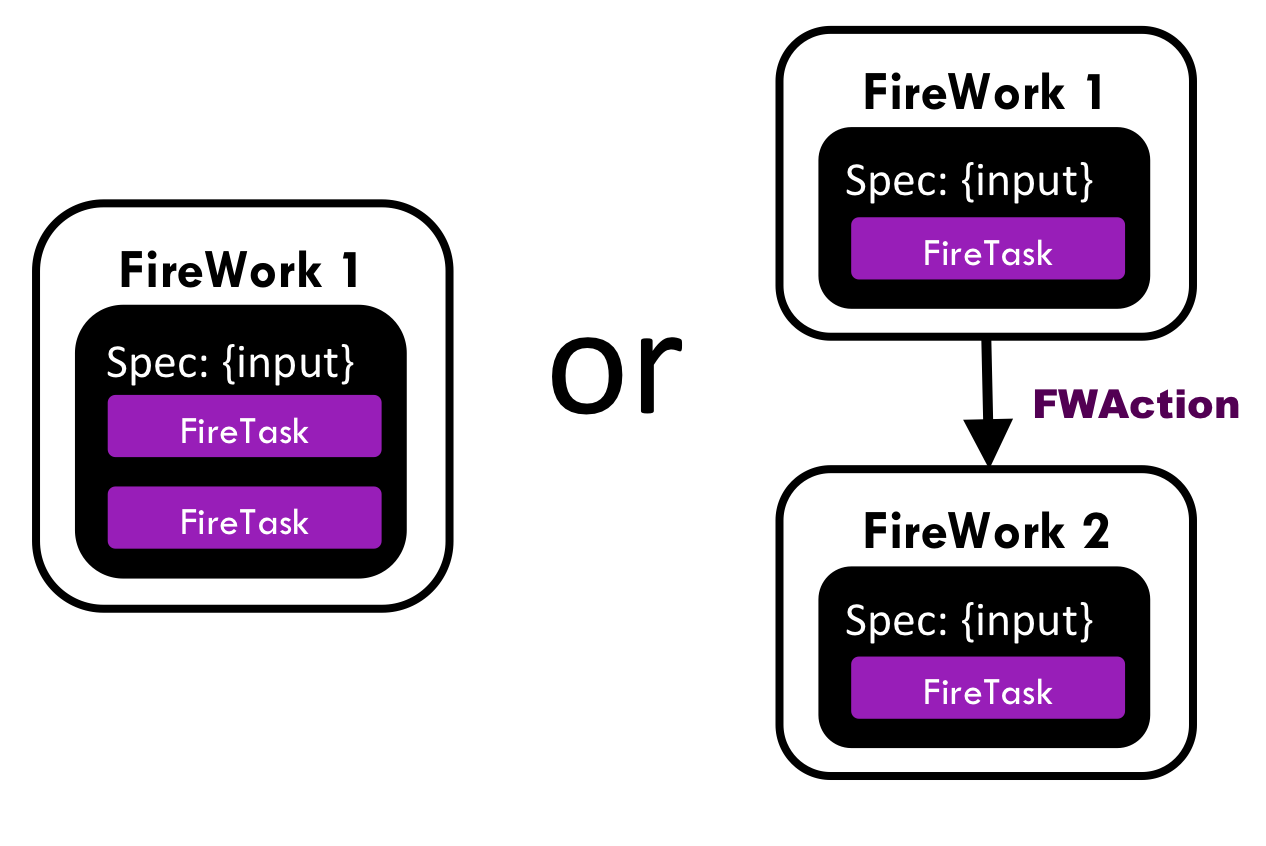 FireWork 1
Spec: {input}
FireTask
FireTask
or
FireWork 1
Spec: {input}
FireTask
FWAction
FireWork 2
Spec: {input}
FireTask